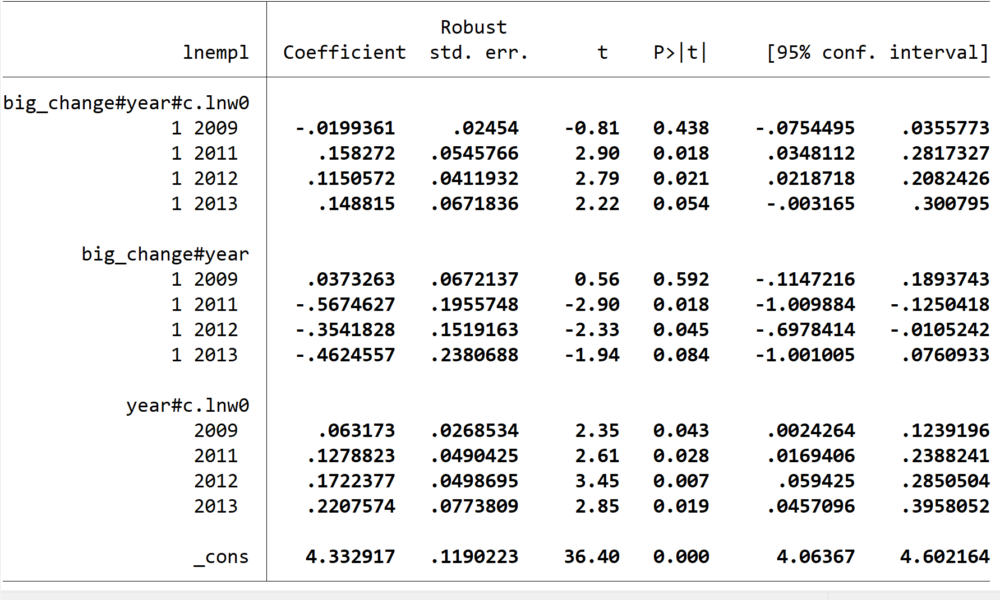 Robust
lnempl Coefficient std. err. t P>|t| [95% conf. interval]
big_change#year#c.lnw0
1 2009 -.0199361 .02454 -0.81 0.438 -.0754495 .0355773
1 2011 .158272 .0545766 2.90 0.018 .0348112 .2817327
1 2012 .1150572 .0411932 2.79 0.021 .0218718 .2082426
1 2013 .148815 .0671836 2.22 0.054 -.003165 .300795
big_change#year
1 2009 .0373263 .0672137 0.56 0.592 -.1147216 .1893743
1 2011 -.5674627 .1955748 -2.90 0.018 -1.009884 -.1250418
1 2012 -.3541828 .1519163 -2.33 0.045 -.6978414 -.0105242
1 2013 -.4624557 .2380688 -1.94 0.084 -1.001005 .0760933
year#c.lnw0
2009 .063173 .0268534 2.35 0.043 .0024264 .1239196
2011 .1278823 .0490425 2.61 0.028 .0169406 .2388241
2012 .1722377 .0498695 3.45 0.007 .059425 .2850504
2013 .2207574 .0773809 2.85 0.019 .0457096 .3958052
_cons 4.332917 .1190223 36.40 0.000 4.06367 4.602164